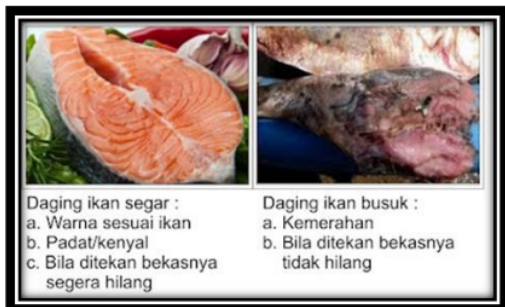 Daging ikan segar :
a. Warna sesuai ikan
b. Padat/kenyal
c. Bila ditekan bekasnya
segera hilang
Daging ikan busuk :
a. Kemerahan
b. Bila ditekan bekasnya
tidak hilang